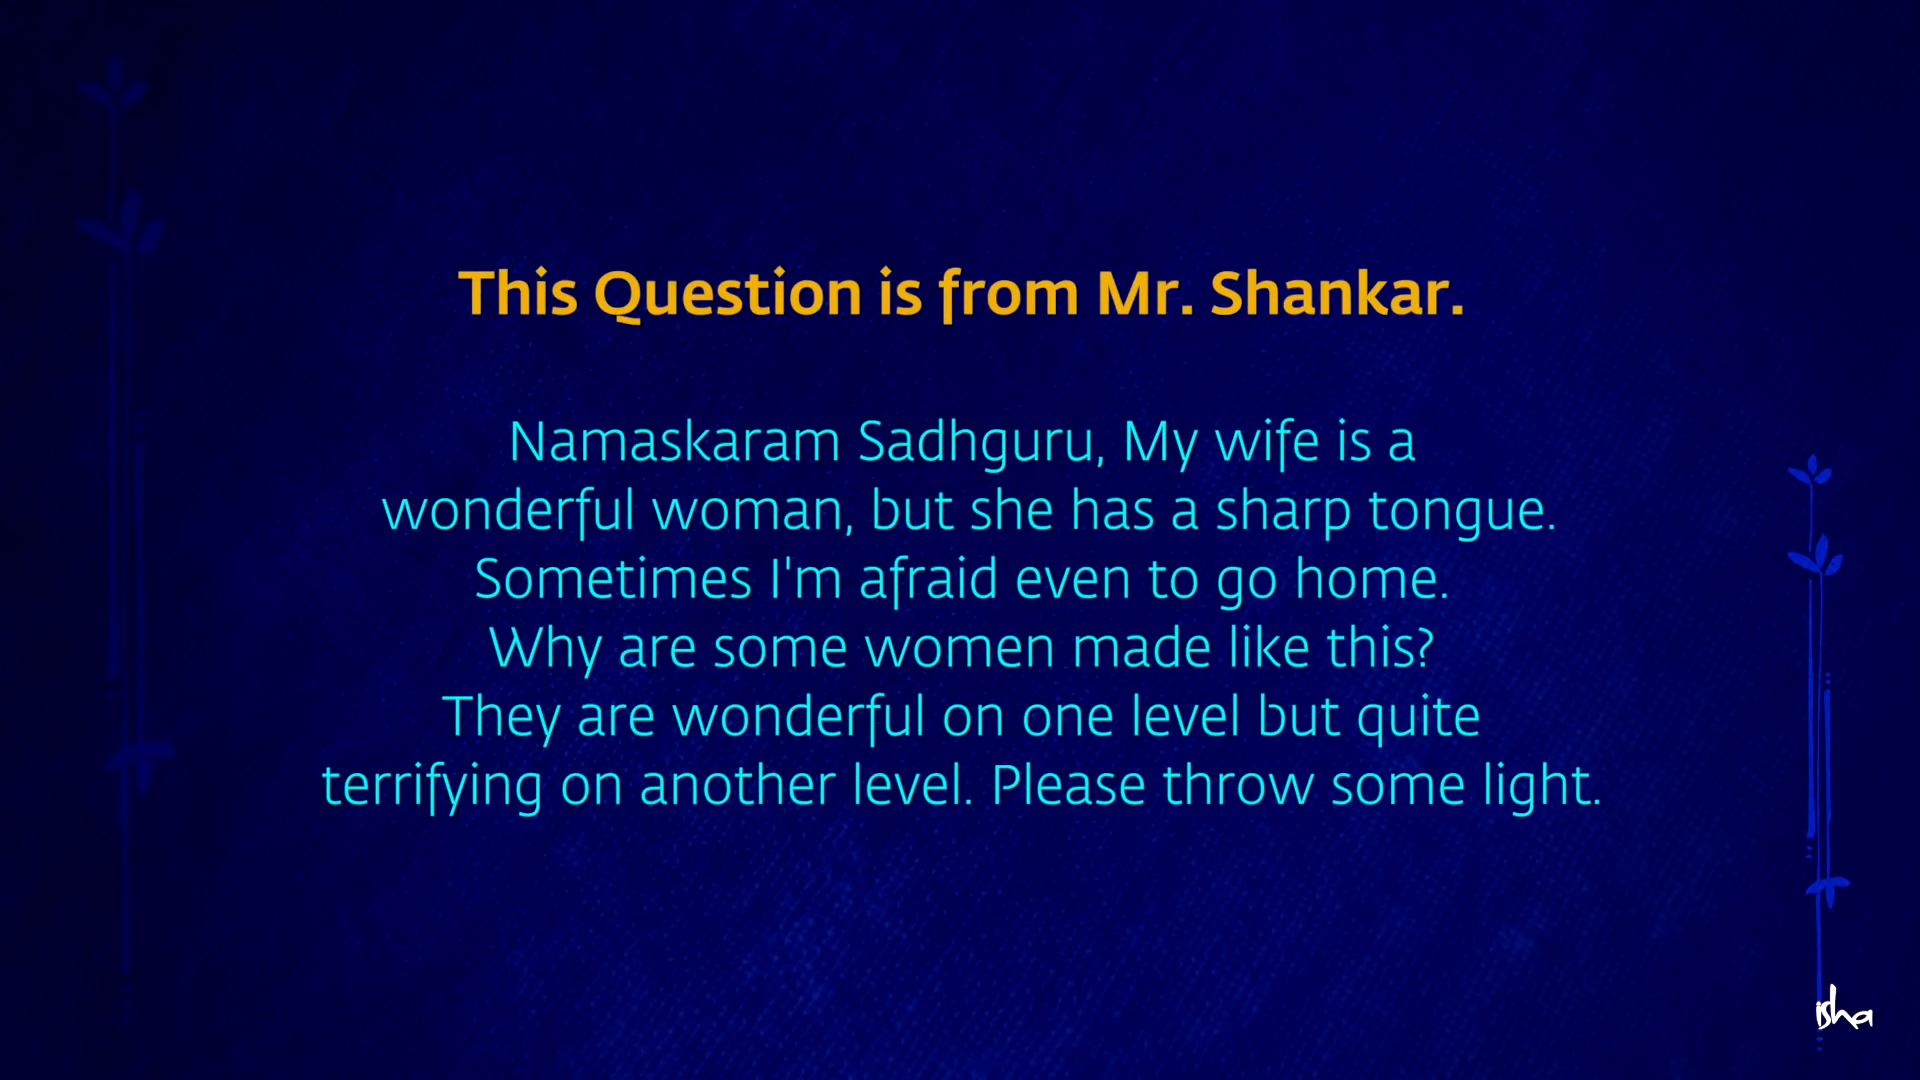 This Question is from Mr. Shankar.
Namaskaram Sadhguru, My wife is a
wonderful woman, but she has a sharp tongue.
Sometimes I'm afraid even to go home.
Why are some women made like this?
They are wonderful on one level but quite
terrifying on another level. Please throw some light.
isha